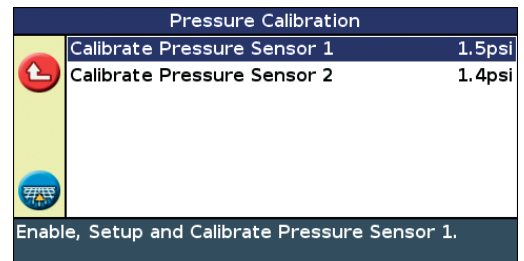 Pressure Calibration
Calibrate Pressure Sensor 1 1.5psi
Calibrate Pressure Sensor 2 1.4psi
Enable, Setup and Calibrate Pressure Sensor 1.